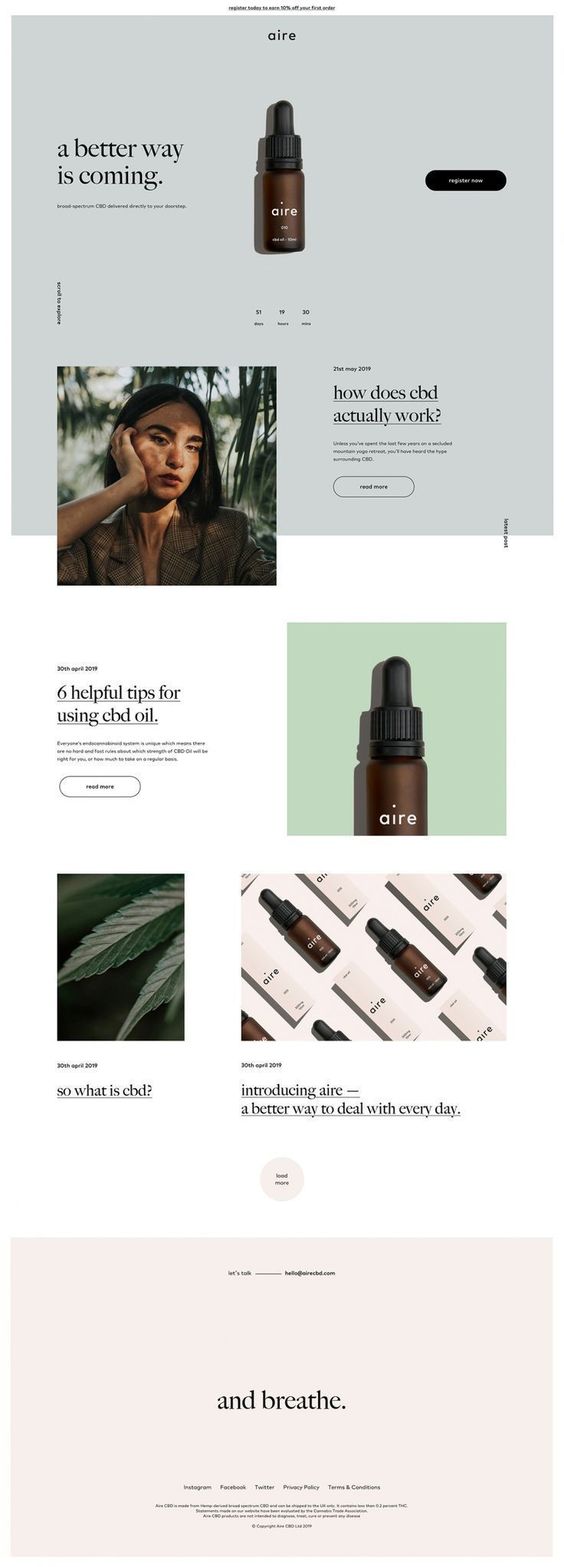 register today to earn 10% off your first order
aire
a better way
is coming.
broad-spectrum CBD delivered directly to your doorstep.
register now
aire
010
cbd oil - 10ml
scroll to explore
51 19 30
days hours mins
21st may 2019
how does cbd
actually work?
Unless you've spent the last few years on a secluded
mountain yoga retreat, you'll have heard the hype
surrounding CBD.
read more
latest post
30th april 2019
6 helpful tips for
using cbd oil.
Everyone's endocannabinoid system is unique which means there
are no hard and fast rules about which strength of CBD Oil will be
right for you, or how much to take on a regular basis.
read more
aire
aire
aire
aire
aire
aire
aire
30th april 2019
so what is cbd?
30th april 2019
introducing aire —
a better way to deal with every day.
load
more
let's talk
hello@airecbd.com
and breathe.
Instagram Facebook Twitter Privacy Policy Terms & Conditions
Aire CBD is made from Hemp derived broad spectrum CBD and can be shipped to the UK only. It contains less than 0.2 percent THC.
Statements made on our website have been evaluated by the Cannabis Trade Association.
Aire CBD products are not intended to diagnose, treat, cure or prevent any disease
© Copyright Aire CBD Ltd 2019